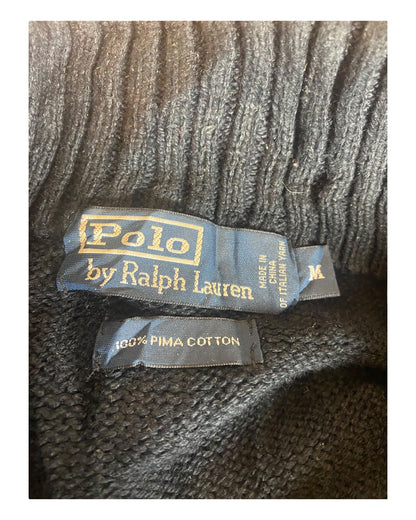 Polo
by Ralph Lauren
MADE IN
CHINA
OF ITALIAN YARN
M
100% PIMA COTTON